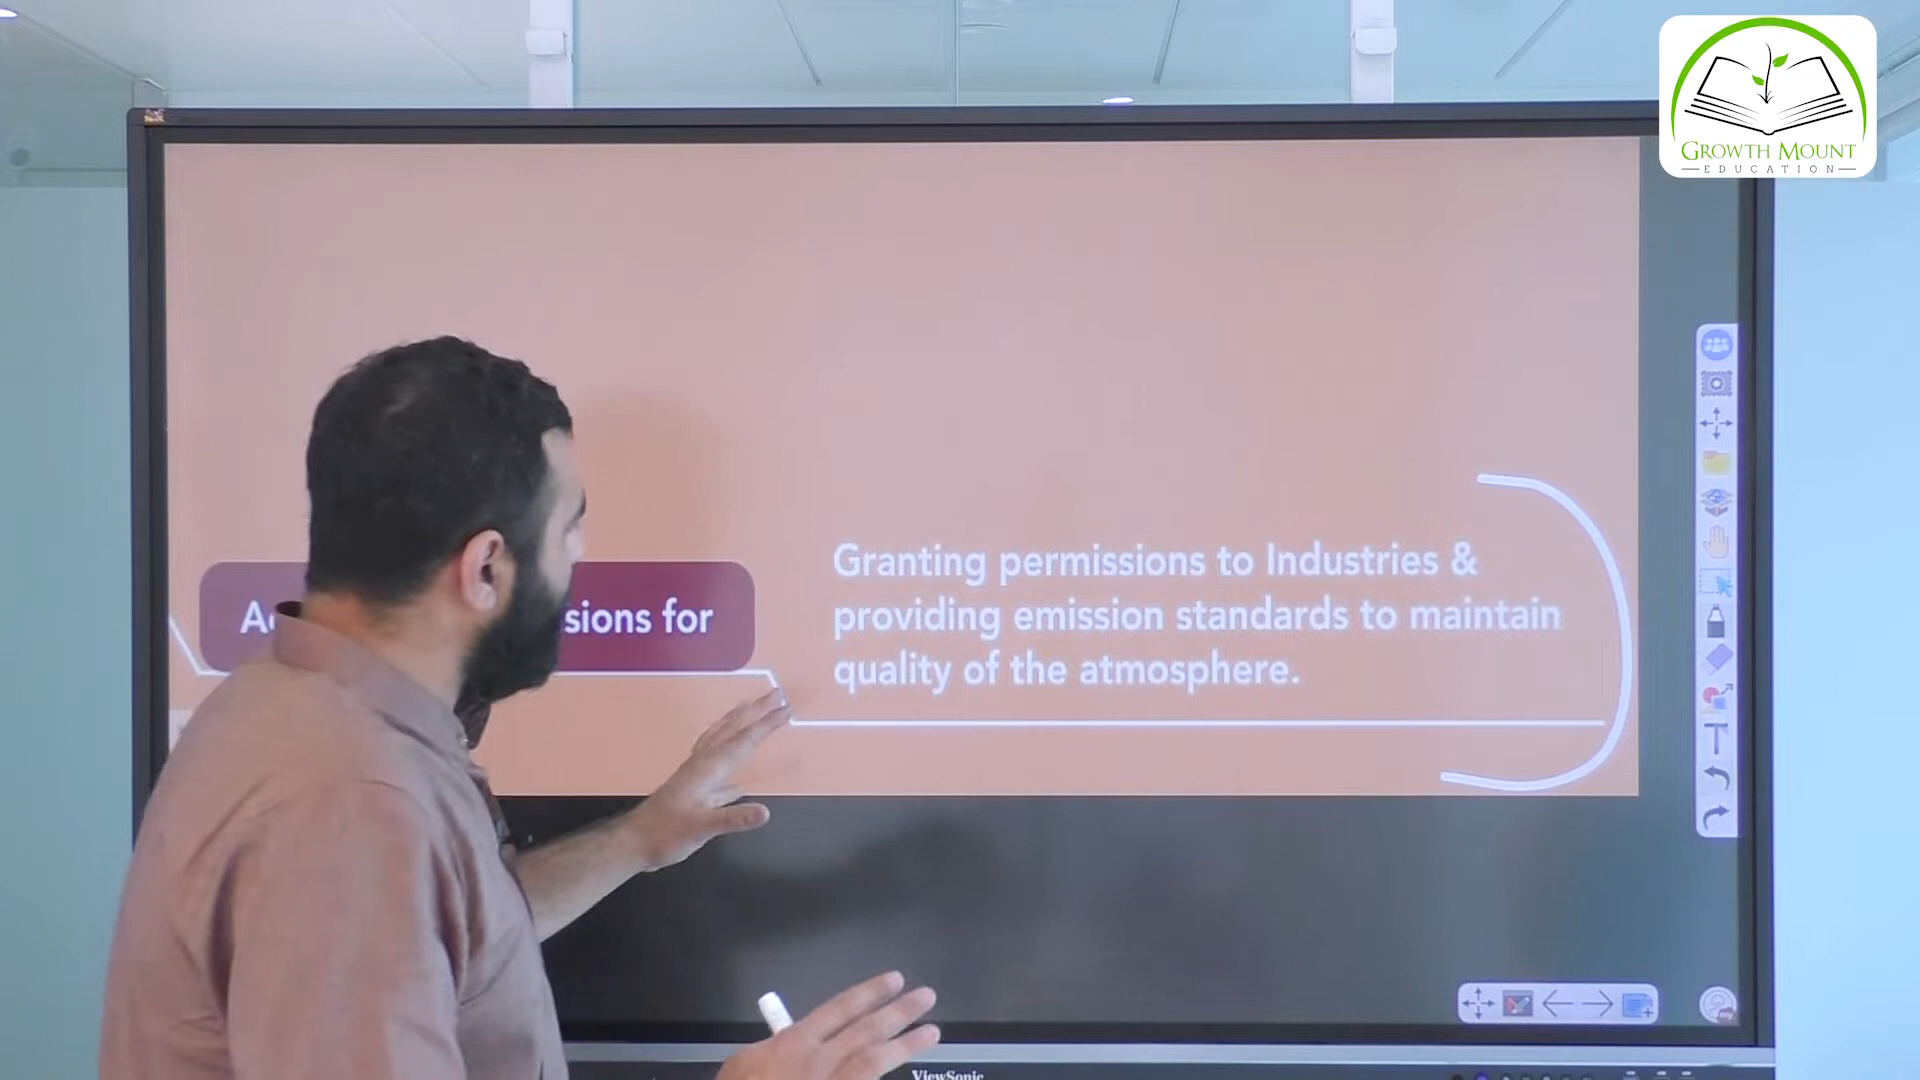 GROWTH MOUNT
EDUCATION
sions for
Granting permissions to Industries &
providing emission standards to maintain
quality of the atmosphere.
ViewSonic